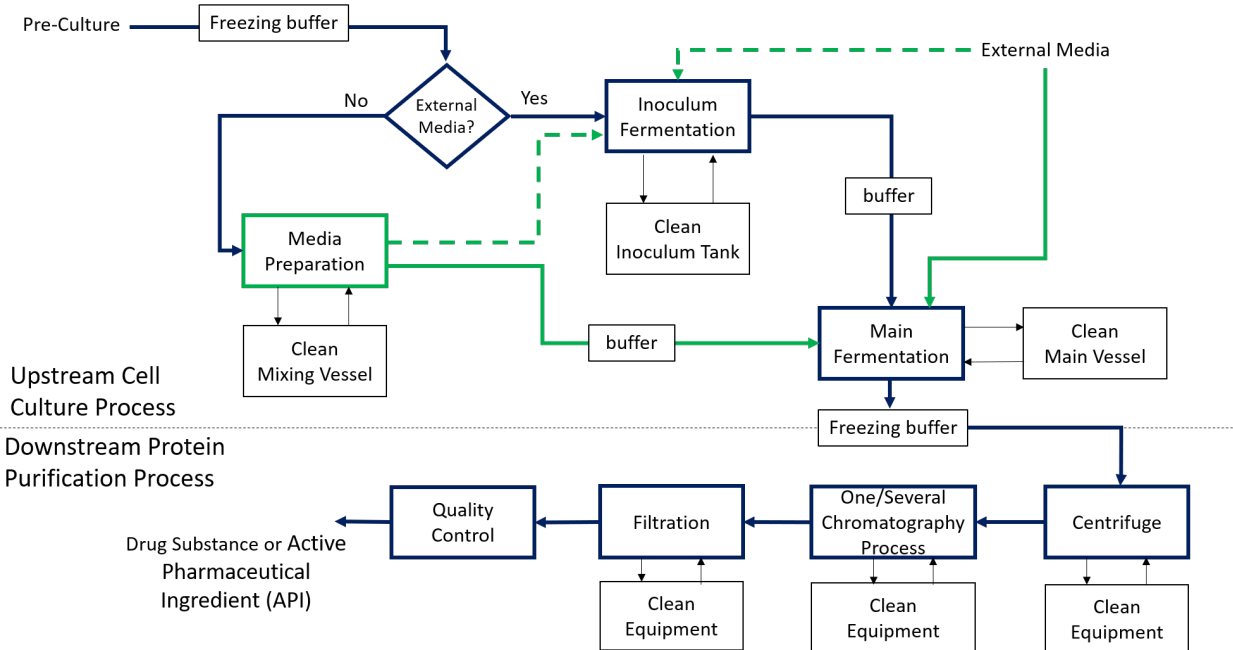 Pre-Culture
Freezing buffer
External Media
No
External
Media?
Yes
Inoculum
Fermentation
buffer
Clean
Inoculum Tank
Media
Preparation
Main
Fermentation
Clean
Main Vessel
buffer
Clean
Mixing Vessel
Upstream Cell
Culture Process
Freezing buffer
Downstream Protein
Purification Process
Quality
Control
Filtration
One/Several
Chromatography
Process
Centrifuge
Drug Substance or Active
Pharmaceutical
Ingredient (API)
Clean
Equipment
Clean
Equipment
Clean
Equipment